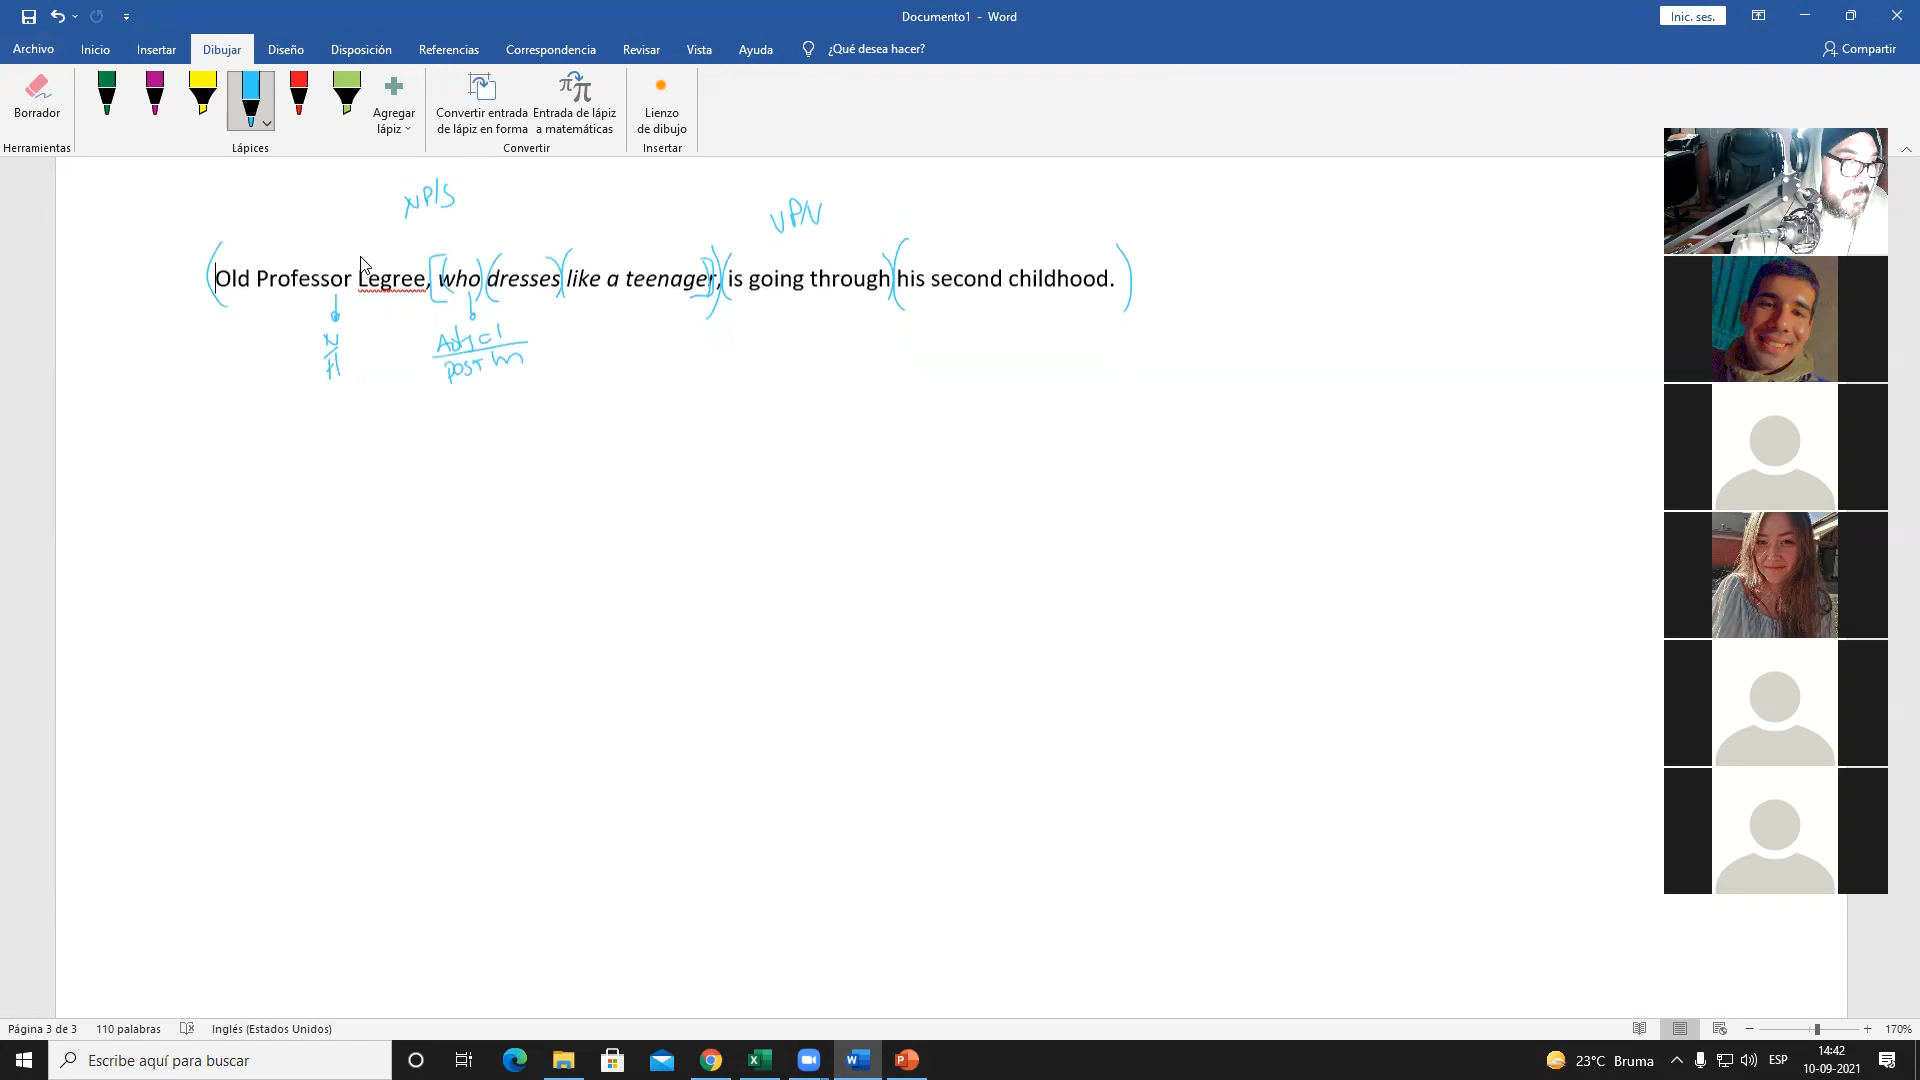 Documento1 - Word
Inic. ses.
Archivo Inicio Insertar Dibujar Diseño Disposición Referencias Correspondencia Revisar Vista Ayuda ¿Qué desea hacer? Compartir
Borrador
Agregar lápiz
Convertir entrada de lápiz en forma
Entrada de lápiz a matemáticas
Lienzo de dibujo
Herramientas Lápices Convertir Insertar
NP/S
VPN
(Old Professor Legree, [(who)(dresses)(like a teenager]), (is going through)(his second childhood.)
N
H
Adj cl
post m
Página 3 de 3 110 palabras Inglés (Estados Unidos) 170%
Escribe aquí para buscar
23°C Bruma ESP
14:42
10-09-2021